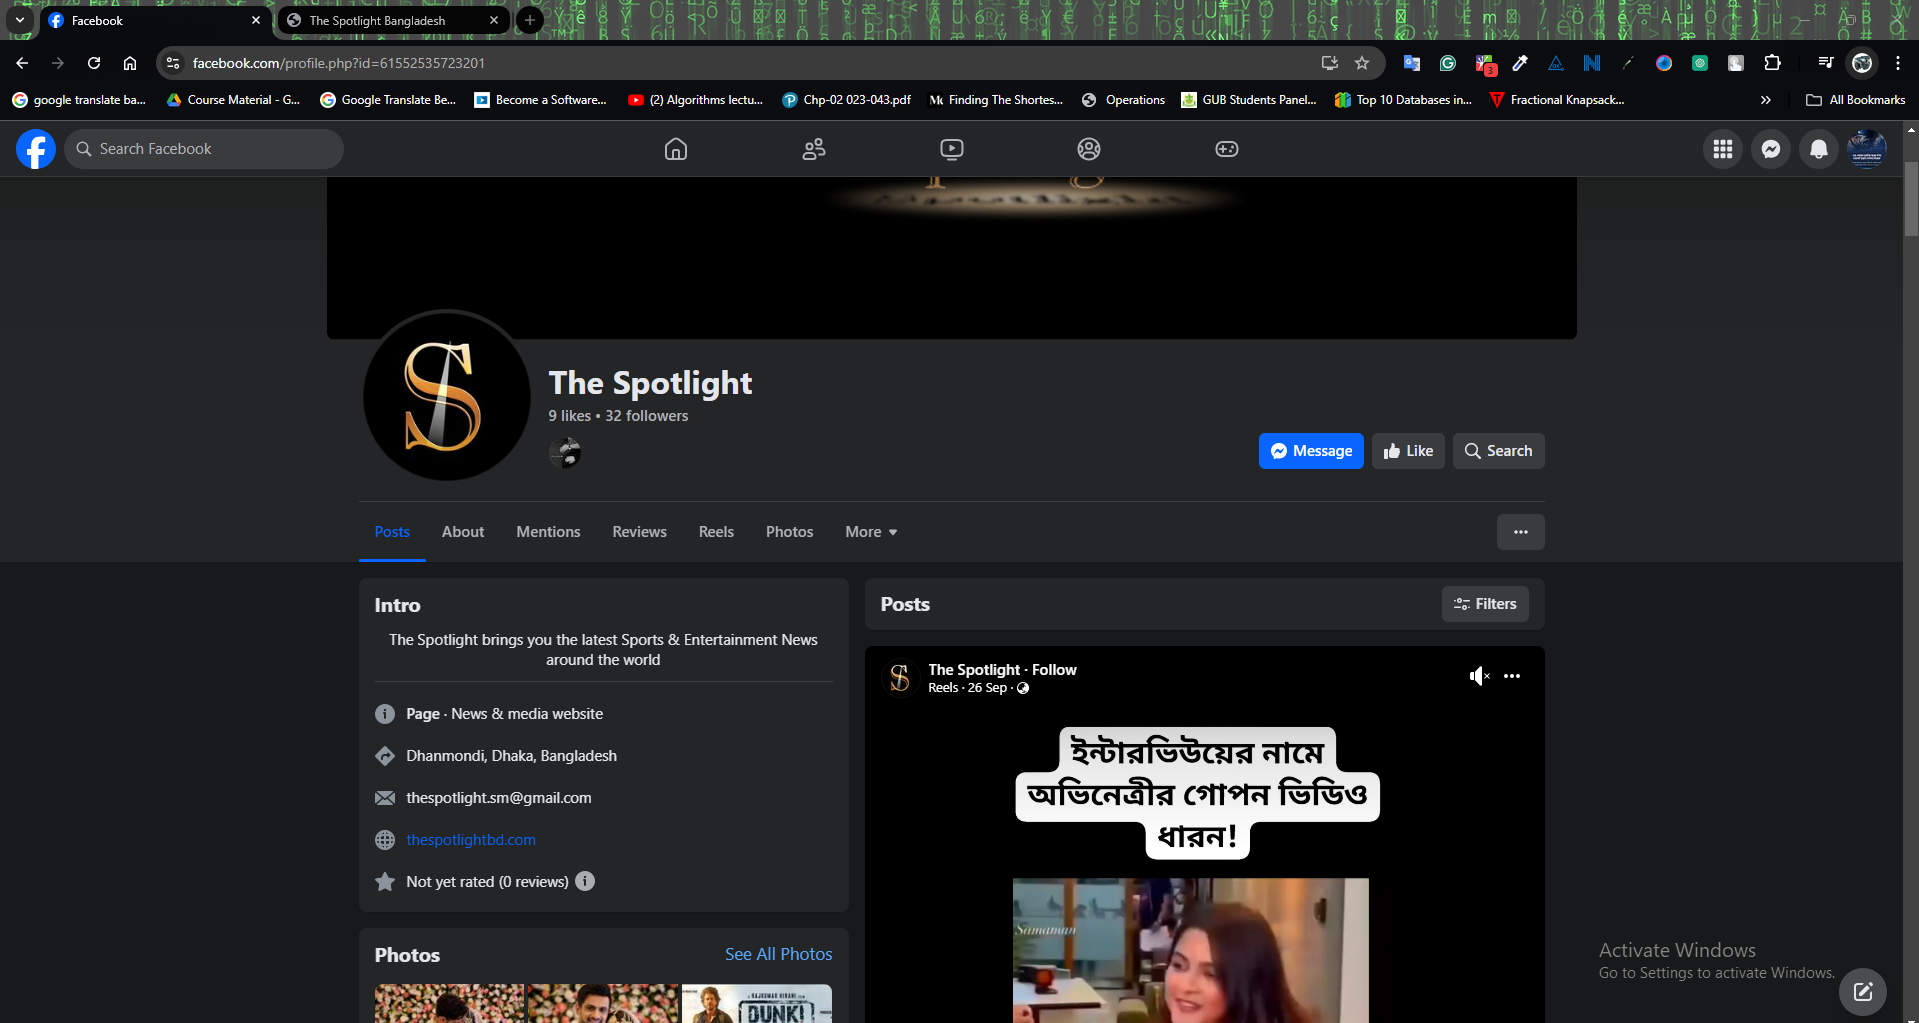 Facebook
The Spotlight Bangladesh
facebook.com/profile.php?id=61552535723201
3
google translate ba...
Course Material - G...
Google Translate Be...
Become a Software...
(2) Algorithms lectu...
Chp-02 023-043.pdf
Finding The Shortes...
Operations
GUB Students Panel...
Top 10 Databases in...
Fractional Knapsack...
All Bookmarks
Search Facebook
The Spotlight
9 likes • 32 followers
Message
Like
Search
Posts
About
Mentions
Reviews
Reels
Photos
More
Intro
The Spotlight brings you the latest Sports & Entertainment News
around the world
Page · News & media website
Dhanmondi, Dhaka, Bangladesh
thespotlight.sm@gmail.com
thespotlightbd.com
Not yet rated (0 reviews)
Photos
See All Photos
RAJKUMAR HIRANI
DUNKI
Posts
Filters
The Spotlight · Follow
Reels · 26 Sep ·
ইন্টারভিউয়ের নামে
অভিনেত্রীর গোপন ভিডিও
ধারন!
Samaman
Activate Windows
Go to Settings to activate Windows.